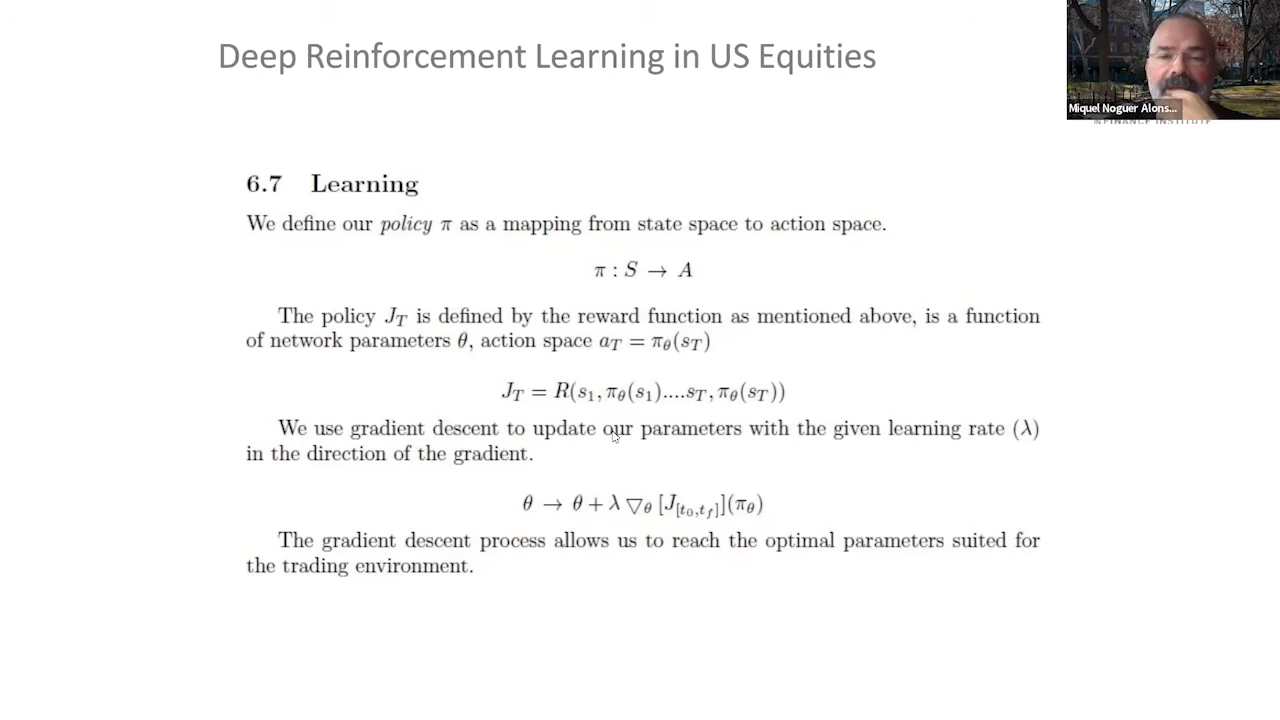 Deep Reinforcement Learning in US Equities
Miquel Noguer Alons...
FINANCE INSTITUTE
6.7 Learning
We define our policy π as a mapping from state space to action space.
π : S → A
The policy J_T is defined by the reward function as mentioned above, is a function
of network parameters θ, action space a_T = π_θ(s_T)
J_T = R(s_1, π_θ(s_1)....s_T, π_θ(s_T))
We use gradient descent to update our parameters with the given learning rate (λ)
in the direction of the gradient.
θ → θ + λ ▽_θ [J_{[t_0,t_f]}](π_θ)
The gradient descent process allows us to reach the optimal parameters suited for
the trading environment.